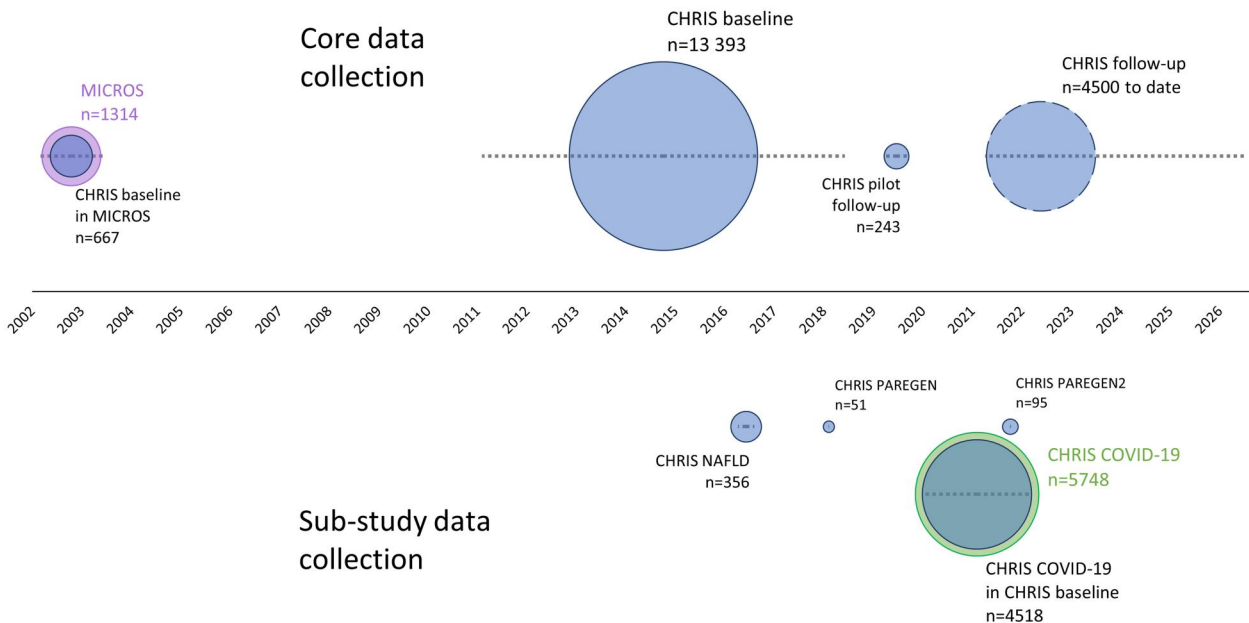 Core data
collection
CHRIS baseline
n=13 393
CHRIS follow-up
n=4500 to date
MICROS
n=1314
CHRIS baseline
in MICROS
n=667
CHRIS pilot
follow-up
n=243
2002
2003
2004
2005
2006
2007
2008
2009
2010
2011
2012
2013
2014
2015
2016
2017
2018
2019
2020
2021
2022
2023
2024
2025
2026
CHRIS PAREGEN
n=51
CHRIS PAREGEN2
n=95
CHRIS NAFLD
n=356
CHRIS COVID-19
n=5748
Sub-study data
collection
CHRIS COVID-19
in CHRIS baseline
n=4518